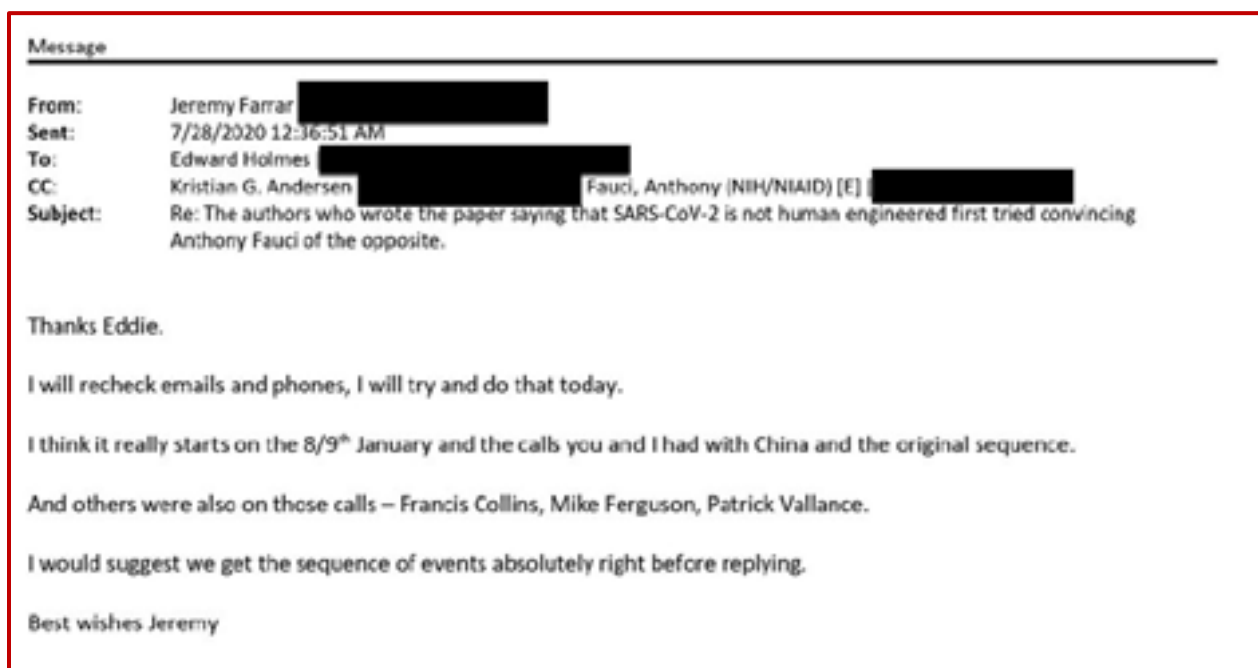 Message
From: Jeremy Farrar
Sent: 7/28/2020 12:36:51 AM
To: Edward Holmes
CC: Kristian G. Andersen Fauci, Anthony (NIH/NIAID) [E] [
Subject: Re: The authors who wrote the paper saying that SARS-CoV-2 is not human engineered first tried convincing
Anthony Fauci of the opposite.
Thanks Eddie.
I will recheck emails and phones, I will try and do that today.
I think it really starts on the 8/9th January and the calls you and I had with China and the original sequence.
And others were also on those calls – Francis Collins, Mike Ferguson, Patrick Vallance.
I would suggest we get the sequence of events absolutely right before replying.
Best wishes Jeremy